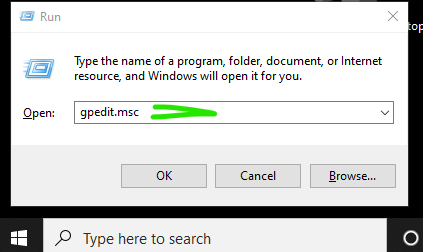 Run
top
Type the name of a program, folder, document, or Internet
resource, and Windows will open it for you.
Open: gpedit.msc
OK Cancel Browse...
Type here to search